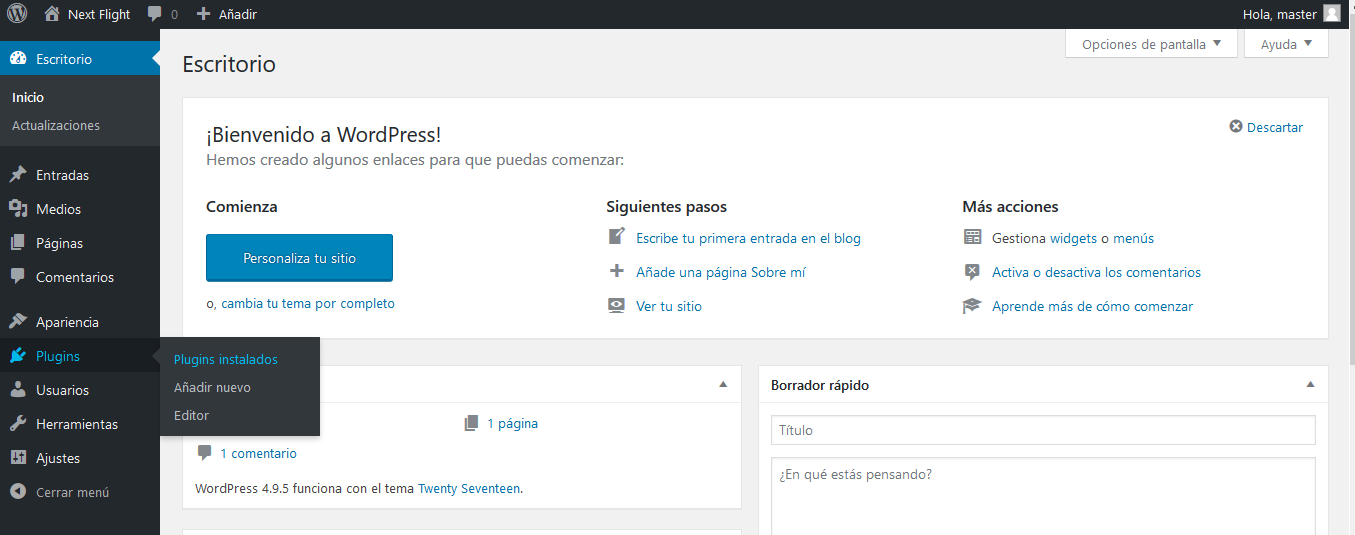 Next Flight 0 Añadir Hola, master
Escritorio
Inicio
Actualizaciones
Entradas
Medios
Páginas
Comentarios
Apariencia
Plugins
Usuarios
Herramientas
Ajustes
Cerrar menú
Plugins instalados
Añadir nuevo
Editor
Opciones de pantalla Ayuda
Escritorio
¡Bienvenido a WordPress!
Descartar
Hemos creado algunos enlaces para que puedas comenzar:
Comienza
Personaliza tu sitio
o, cambia tu tema por completo
Siguientes pasos
Escribe tu primera entrada en el blog
Añade una página Sobre mí
Ver tu sitio
Más acciones
Gestiona widgets o menús
Activa o desactiva los comentarios
Aprende más de cómo comenzar
1 página
1 comentario
WordPress 4.9.5 funciona con el tema Twenty Seventeen.
Borrador rápido
Título
¿En qué estás pensando?